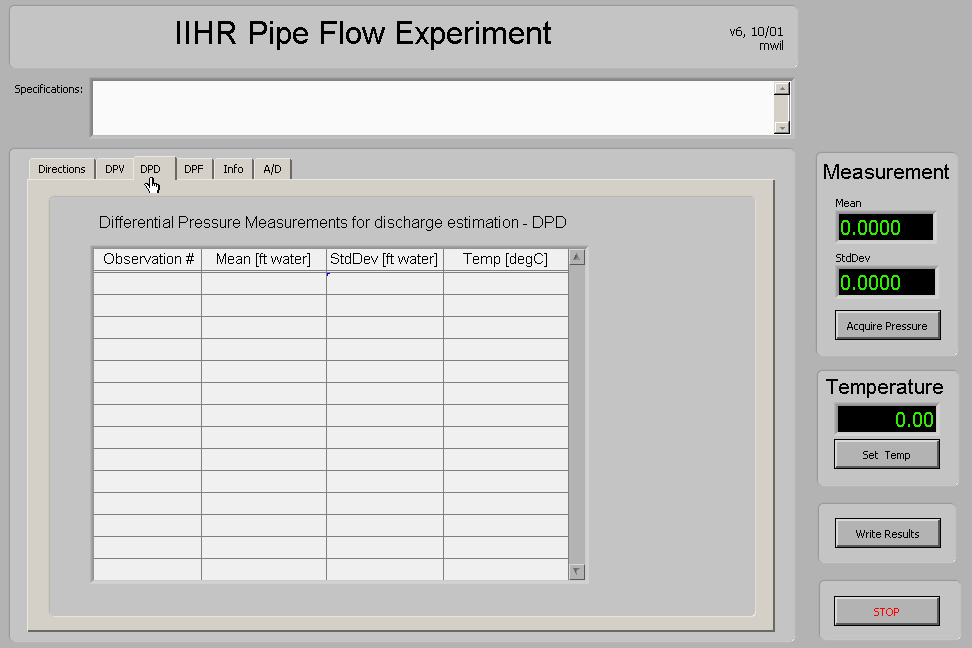 IIHR Pipe Flow Experiment
v6, 10/01
mwil
Specifications:
Directions DPV DPD DPF Info A/D
Differential Pressure Measurements for discharge estimation - DPD
Observation # Mean [ft water] StdDev [ft water] Temp [degC]
Measurement
Mean
0.0000
StdDev
0.0000
Acquire Pressure
Temperature
0.00
Set Temp
Write Results
STOP